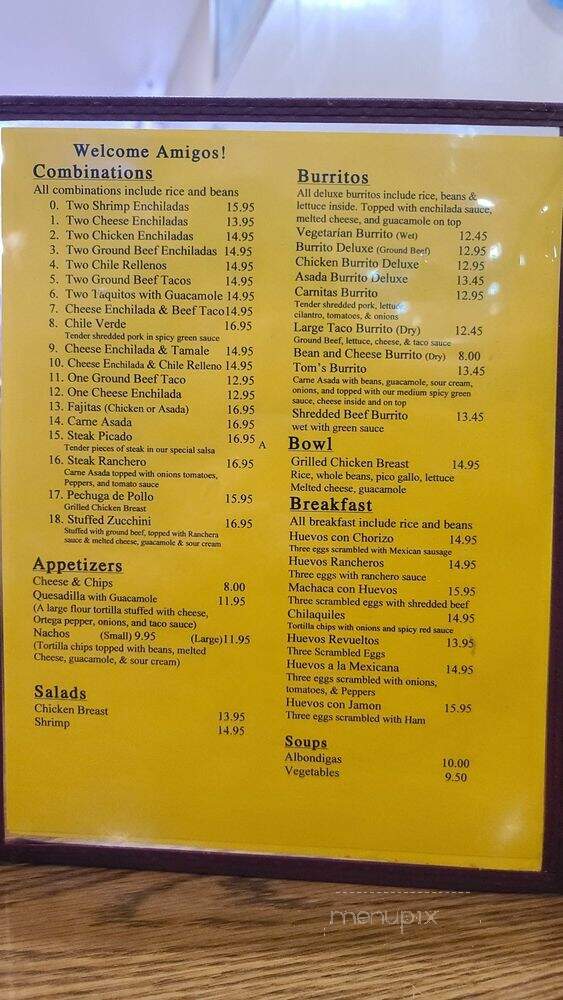 Welcome Amigos!
Combinations
All combinations include rice and beans
0. Two Shrimp Enchiladas 15.95
1. Two Cheese Enchiladas 13.95
2. Two Chicken Enchiladas 14.95
3. Two Ground Beef Enchiladas 14.95
4. Two Chile Rellenos 14.95
5. Two Ground Beef Tacos 14.95
6. Two Taquitos with Guacamole 14.95
7. Cheese Enchilada & Beef Taco 14.95
8. Chile Verde 16.95
Tender shredded pork in spicy green sauce
9. Cheese Enchilada & Tamale 14.95
10. Cheese Enchilada & Chile Relleno 14.95
11. One Ground Beef Taco 12.95
12. One Cheese Enchilada 12.95
13. Fajitas (Chicken or Asada) 16.95
14. Carne Asada 16.95
15. Steak Picado 16.95 A
Tender pieces of steak in our special salsa
16. Steak Ranchero 16.95
Carne Asada topped with onions tomatoes,
Peppers, and tomato sauce
17. Pechuga de Pollo 15.95
Grilled Chicken Breast
18. Stuffed Zucchini 16.95
Stuffed with ground beef, topped with Ranchera
sauce & melted cheese, guacamole & sour cream
Appetizers
Cheese & Chips 8.00
Quesadilla with Guacamole 11.95
(A large flour tortilla stuffed with cheese,
Ortega pepper, onions, and taco sauce)
Nachos (Small) 9.95 (Large) 11.95
(Tortilla chips topped with beans, melted
Cheese, guacamole, & sour cream)
Salads
Chicken Breast 13.95
Shrimp 14.95
Burritos
All deluxe burritos include rice, beans &
lettuce inside. Topped with enchilada sauce,
melted cheese, and guacamole on top
Vegetarian Burrito (Wet) 12.45
Burrito Deluxe (Ground Beef) 12.95
Chicken Burrito Deluxe 12.95
Asada Burrito Deluxe 13.45
Carnitas Burrito 12.95
Tender shredded pork, lettuce
cilantro, tomatoes, & onions
Large Taco Burrito (Dry) 12.45
Ground Beef, lettuce, cheese, & taco sauce
Bean and Cheese Burrito (Dry) 8.00
Tom's Burrito 13.45
Carne Asada with beans, guacamole, sour cream,
onions, and topped with our medium spicy green
sauce, cheese inside and on top
Shredded Beef Burrito 13.45
wet with green sauce
Bowl
Grilled Chicken Breast 14.95
Rice, whole beans, pico gallo, lettuce
Melted cheese, guacamole
Breakfast
All breakfast include rice and beans
Huevos con Chorizo 14.95
Three eggs scrambled with Mexican sausage
Huevos Rancheros 14.95
Three eggs with ranchero sauce
Machaca con Huevos 15.95
Three scrambled eggs with shredded beef
Chilaquiles 14.95
Tortilla chips with onions and spicy red sauce
Huevos Revueltos 13.95
Three Scrambled Eggs
Huevos a la Mexicana 14.95
Three eggs scrambled with onions,
tomatoes, & Peppers
Huevos con Jamon 15.95
Three eggs scrambled with Ham
Soups
Albondigas 10.00
Vegetables 9.50
menupix